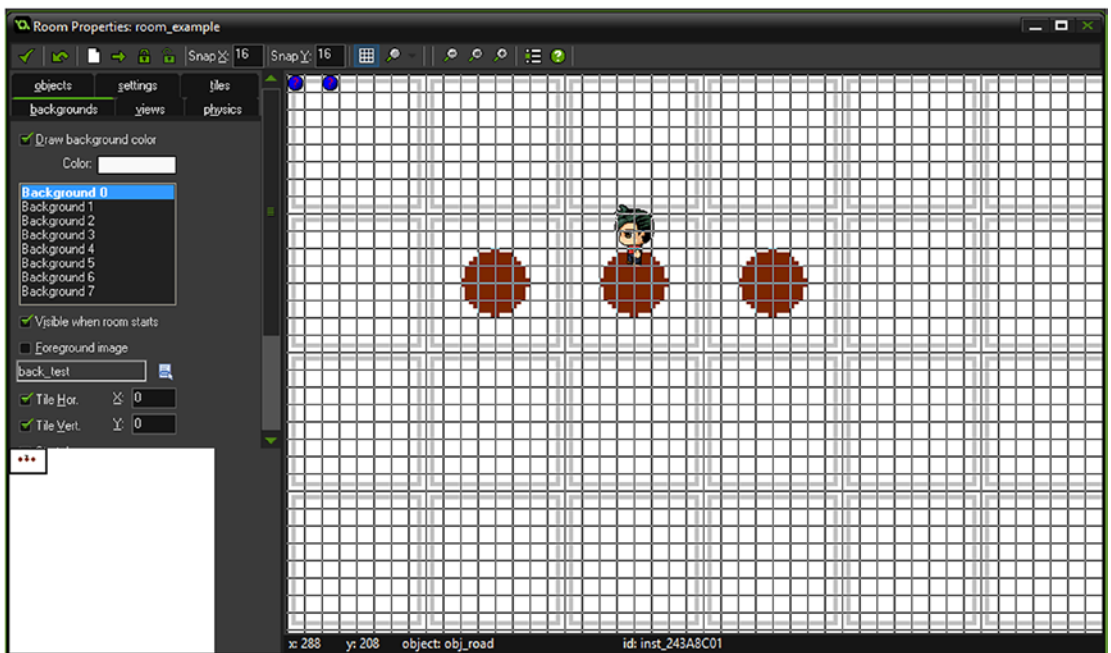 Room Properties: room_example
Snap X: 16 Snap Y: 16
objects settings tiles
backgrounds views physics
Draw background color
Color:
Background 0
Background 1
Background 2
Background 3
Background 4
Background 5
Background 6
Background 7
Visible when room starts
Foreground image
back_test
Tile Hor. X: 0
Tile Vert. Y: 0
x: 288 y: 208 object: obj_road id: inst_243A8C01